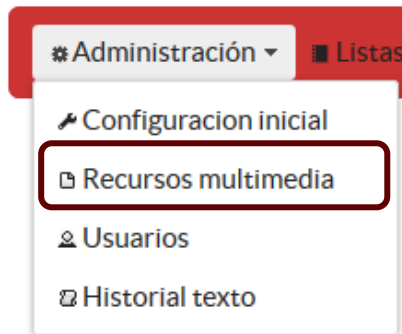 Administración Listas
Configuracion inicial
Recursos multimedia
Usuarios
Historial texto